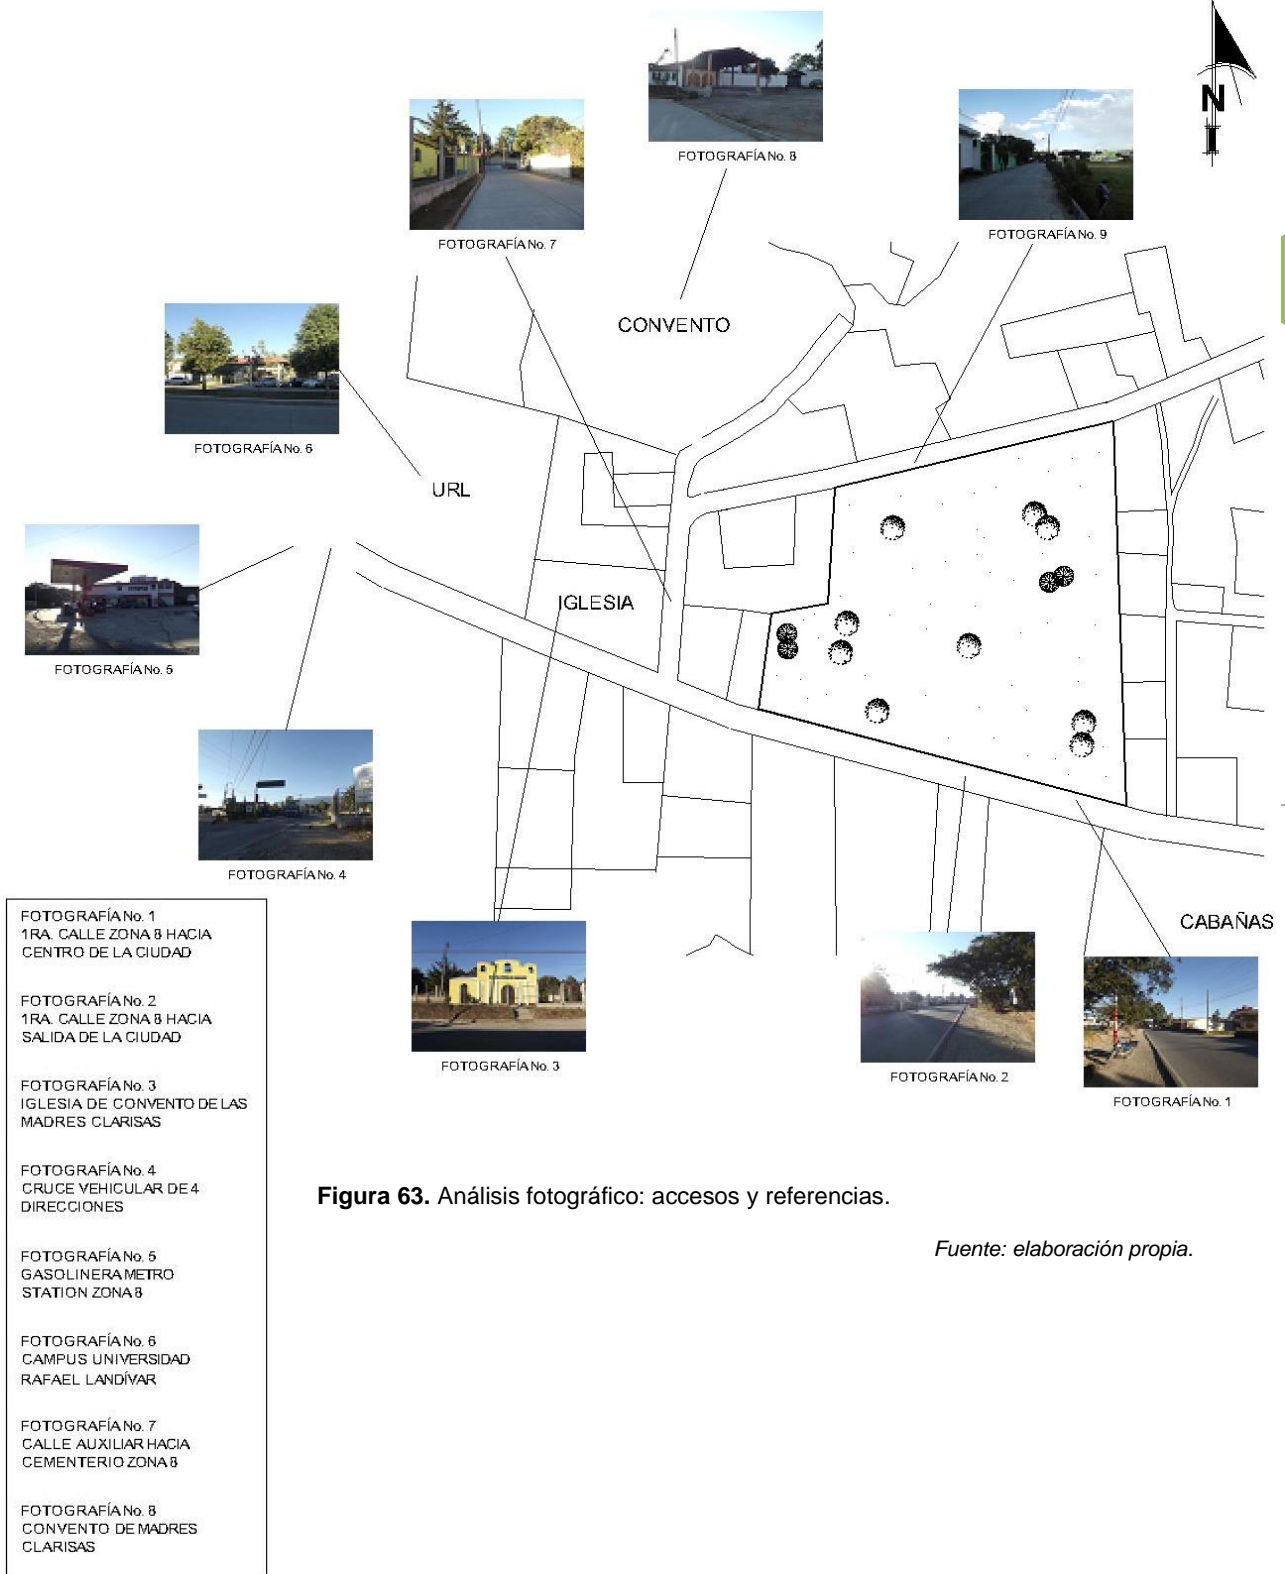 FOTOGRAFÍA No. 8
N
FOTOGRAFÍA No. 7
FOTOGRAFÍA No. 9
CONVENTO
FOTOGRAFÍA No. 6
URL
IGLESIA
FOTOGRAFÍA No. 5
FOTOGRAFÍA No. 4
CABAÑAS
FOTOGRAFÍA No. 3
FOTOGRAFÍA No. 2
FOTOGRAFÍA No. 1
FOTOGRAFÍA No. 1
1RA. CALLE ZONA 8 HACIA
CENTRO DE LA CIUDAD
FOTOGRAFÍA No. 2
1RA. CALLE ZONA 8 HACIA
SALIDA DE LA CIUDAD
FOTOGRAFÍA No. 3
IGLESIA DE CONVENTO DE LAS
MADRES CLARISAS
FOTOGRAFÍA No. 4
CRUCE VEHICULAR DE 4
DIRECCIONES
FOTOGRAFÍA No. 5
GASOLINERA METRO
STATION ZONA 8
FOTOGRAFÍA No. 6
CAMPUS UNIVERSIDAD
RAFAEL LANDÍVAR
FOTOGRAFÍA No. 7
CALLE AUXILIAR HACIA
CEMENTERIO ZONA 8
FOTOGRAFÍA No. 8
CONVENTO DE MADRES
CLARISAS
Figura 63. Análisis fotográfico: accesos y referencias.
Fuente: elaboración propia.